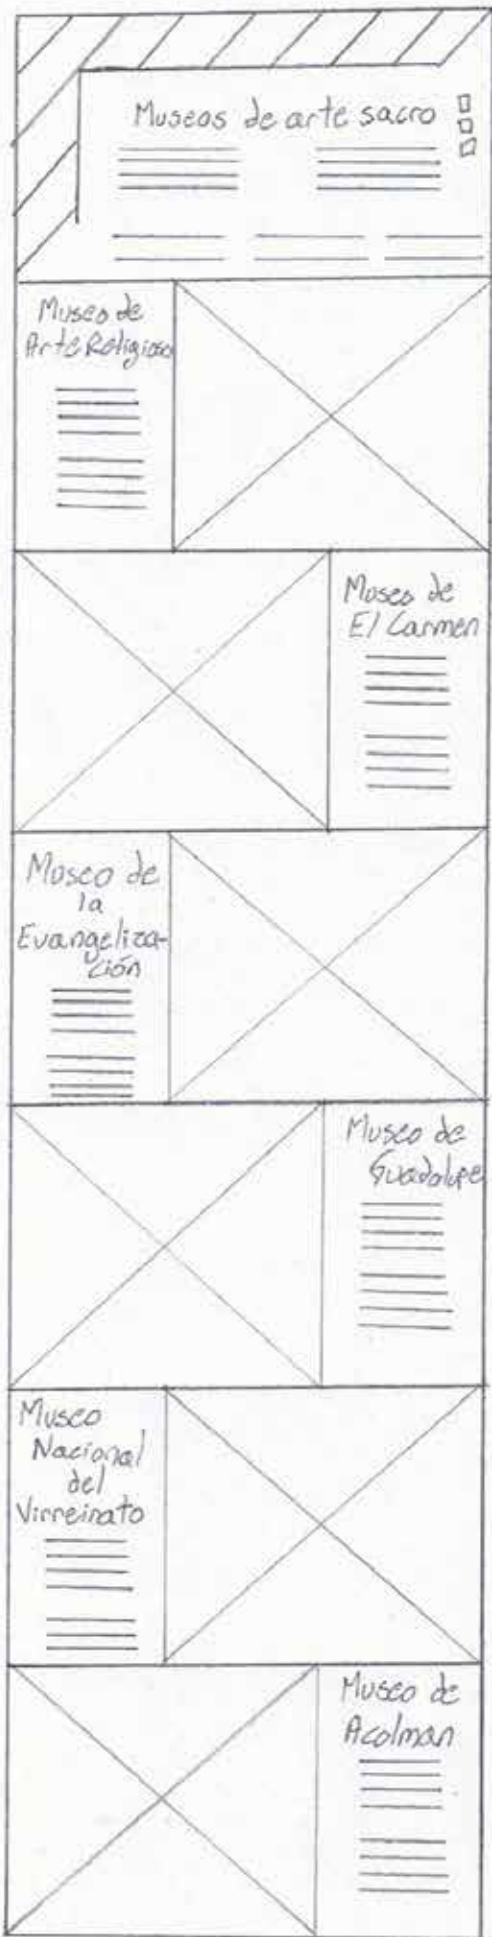 Museos de arte sacro
Museo de
Arte Religioso
Museo de
El Carmen
Museo de
la
Evangeliza-
ción
Museo de
Guadalupe
Museo
Nacional
del
Virreinato
Museo de
Acolman